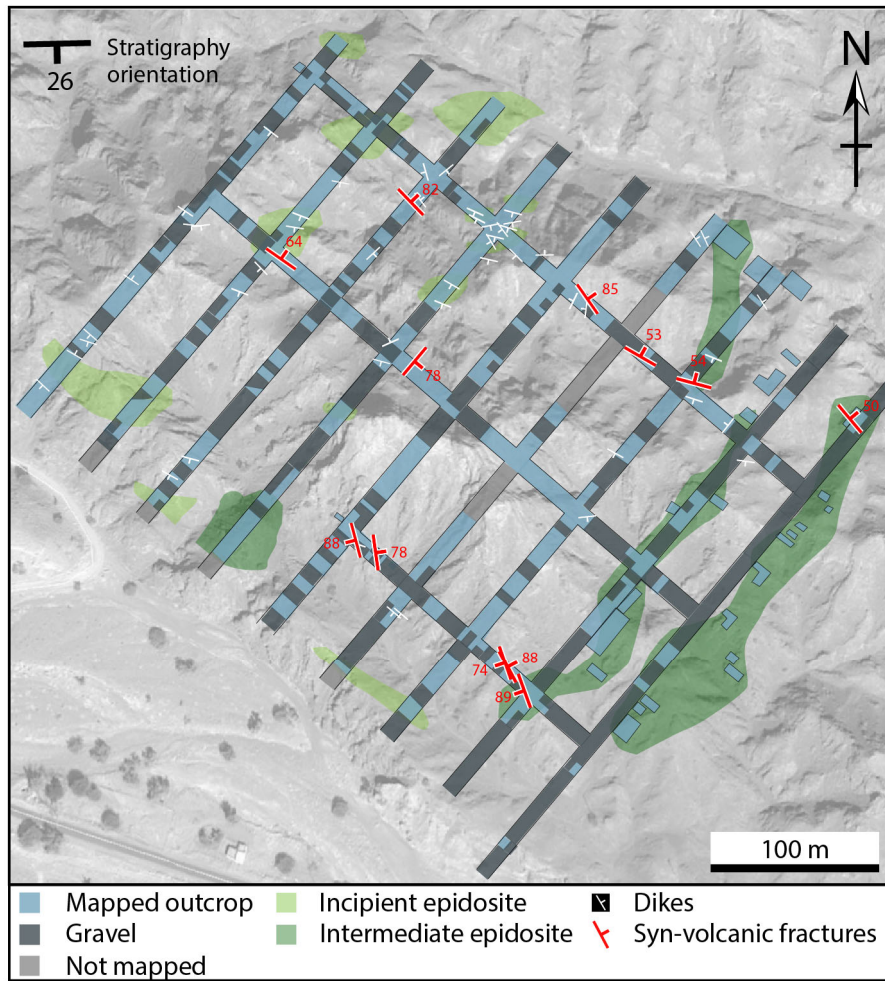 Stratigraphy
orientation
26
N
82
64
85
53
54
78
50
88
78
74
88
89
100 m
Mapped outcrop
Incipient epidosite
Dikes
Gravel
Intermediate epidosite
Syn-volcanic fractures
Not mapped